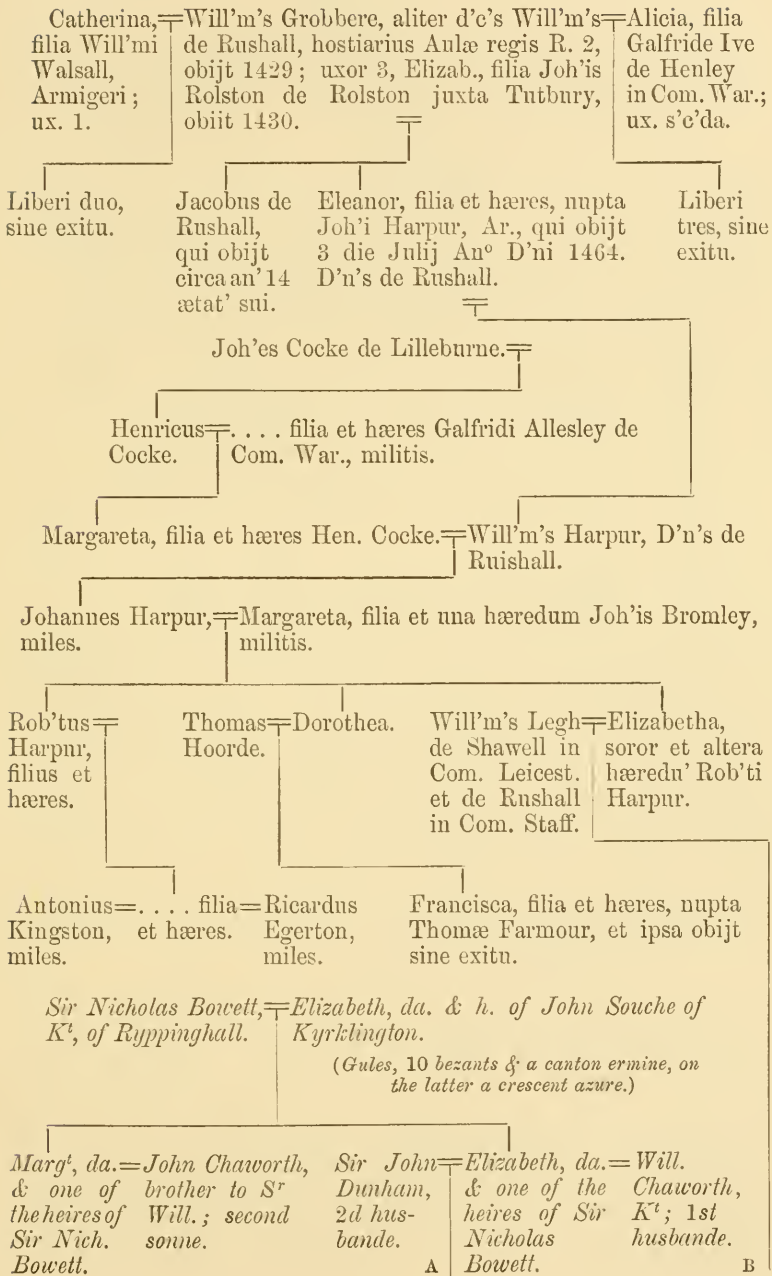 Catherina,
filia Will'mi
Walsall,
Armigeri;
ux. 1.
Will'm's Grobbere, aliter d'c's Will'm's
de Rushall, hostiarius Aulæ regis R. 2,
obijt 1429; uxor 3, Elizab., filia Joh'is
Rolston de Rolston juxta Tutbury,
obiit 1430.
Alicia, filia
Galfride Ive
de Henley
in Com. War.;
ux. s'c'da.
Liberi duo,
sine exitu.
Jacobus de
Rushall,
qui obijt
circa an' 14
ætat' sui.
Eleanor, filia et hæres, nupta
Joh'i Harpur, Ar., qui obijt
3 die Julij Anº D'ni 1464.
D'n's de Rushall.
Liberi
tres, sine
exitu.
Joh'es Cocke de Lilleburne.
Henricus
Cocke.
. . . . filia et hæres Galfridi Allesley de
Com. War., militis.
Margareta, filia et hæres Hen. Cocke.
Will'm's Harpur, D'n's de
Ruishall.
Johannes Harpur,
miles.
Margareta, filia et una hæredum Joh'is Bromley,
militis.
Rob'tus
Harpur,
filius et
hæres.
Thomas
Hoorde.
Dorothea.
Will'm's Legh
de Shawell in
Com. Leicest.
et de Rushall
in Com. Staff.
Elizabetha,
soror et altera
hæredu' Rob'ti
Harpur.
Antonius
Kingston,
miles.
. . . . filia
et hæres.
Ricardus
Egerton,
miles.
Francisca, filia et hæres, nupta
Thomæ Farmour, et ipsa obijt
sine exitu.
Sir Nicholas Bowett,
Kᵗ, of Ryppinghall.
Elizabeth, da. & h. of John Souche of
Kyrklington.
(Gules, 10 bezants & a canton ermine, on
the latter a crescent azure.)
Margᵗ, da.
& one of
the heires of
Sir Nich.
Bowett.
John Chaworth,
brother to Sʳ
Will.; second
sonne.
Sir John
Dunham,
2d hus-
bande.
A
Elizabeth, da.
& one of the
heires of Sir
Nicholas
Bowett.
Will.
Chaworth,
Kᵗ; 1st
husbande.
B